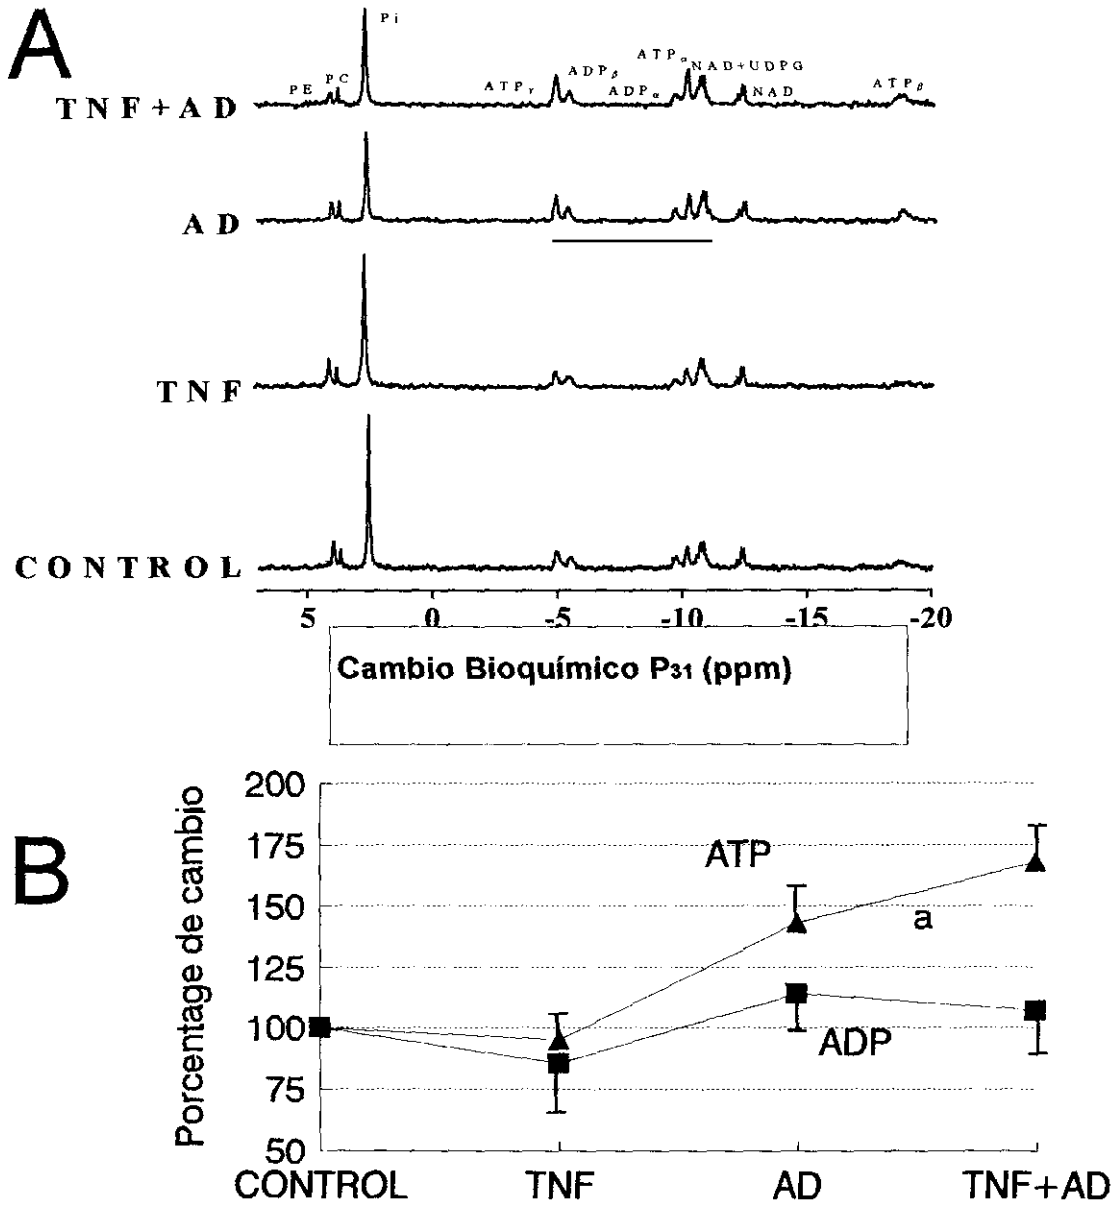 A
Pi
ATPα
NAD+UDPG
PE
PC
ATPγ
ADPβ
ADPα
NAD
ATPβ
TNF+AD
AD
TNF
CONTROL
5 0 -5 -10 -15 -20
Cambio Bioquímico P31 (ppm)
B
Porcentage de cambio
200
175
150
125
100
75
50
ATP
a
ADP
CONTROL TNF AD TNF+AD